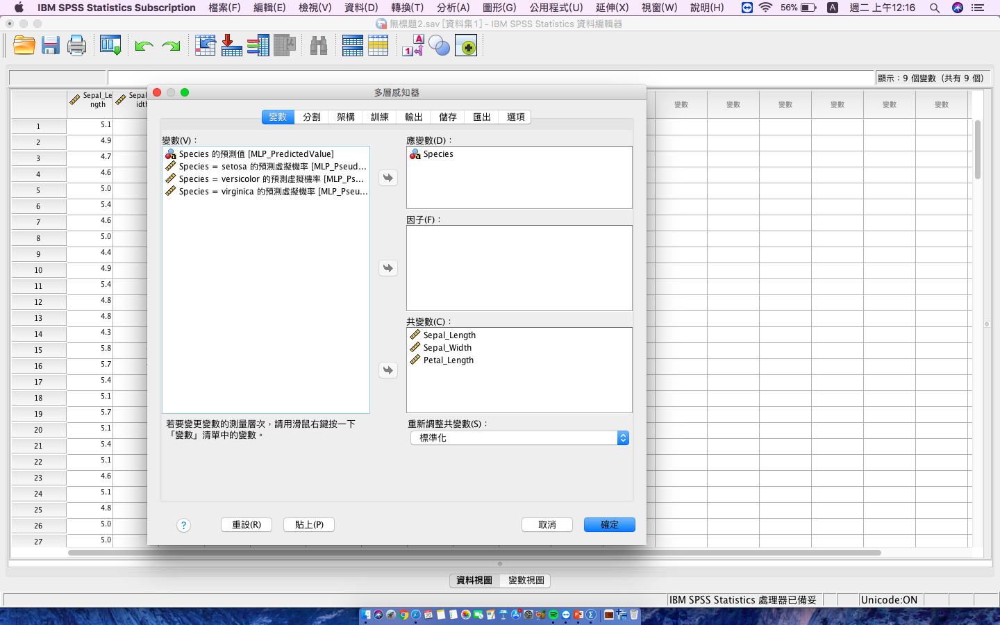 IBM SPSS Statistics Subscription 檔案(F) 編輯(E) 檢視(V) 資料(D) 轉換(T) 分析(A) 圖形(G) 公用程式(U) 延伸(X) 視窗(W) 說明(H) 56% A 週二 上午12:16
無標題2.sav [資料集1] - IBM SPSS Statistics 資料編輯器
顯示：9 個變數 (共有 9 個)
多層感知器
Sepal_Length
變數 變數 變數 變數 變數 變數
變數 分割 架構 訓練 輸出 儲存 匯出 選項
變數(V)：
Species 的預測值 [MLP_PredictedValue]
Species = setosa 的預測虛擬機率 [MLP_Pseud...
Species = versicolor 的預測虛擬機率 [MLP_Ps...
Species = virginica 的預測虛擬機率 [MLP_Pseu...
若要變更變數的測量層次，請用滑鼠右鍵按一下
「變數」清單中的變數。
應變數(D)：
Species
因子(F)：
共變數(C)：
Sepal_Length
Sepal_Width
Petal_Length
重新調整共變數(S)：
標準化
? 重設(R) 貼上(P) 取消 確定
1 5.1
2 4.9
3 4.7
4 4.6
5 5.0
6 5.4
7 4.6
8 5.0
9 4.4
10 4.9
11 5.4
12 4.8
13 4.8
14 4.3
15 5.8
16 5.7
17 5.4
18 5.1
19 5.7
20 5.1
21 5.4
22 5.1
23 4.6
24 5.1
25 4.8
26 5.0
27 5.0
資料視圖 變數視圖
IBM SPSS Statistics 處理器已備妥 Unicode:ON